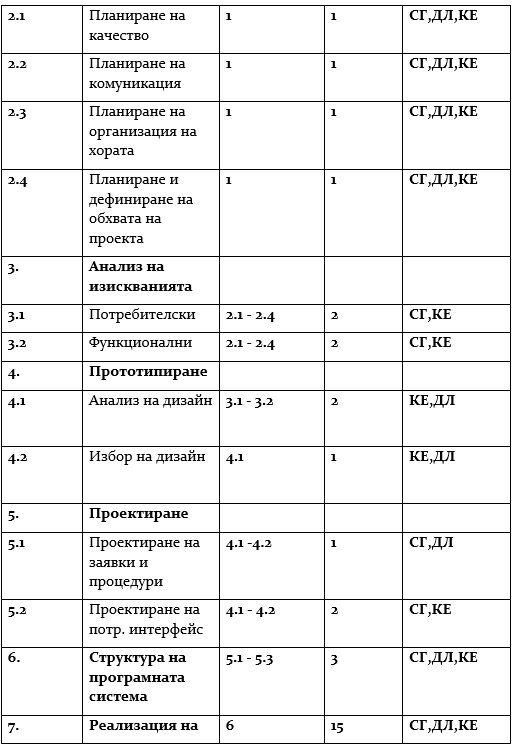 2.1 Планиране на 1 1 СГ,ДЛ,КЕ
качество
2.2 Планиране на 1 1 СГ,ДЛ,КЕ
комуникация
2.3 Планиране на 1 1 СГ,ДЛ,КЕ
организация на
хората
2.4 Планиране и 1 1 СГ,ДЛ,КЕ
дефиниране на
обхвата на
проекта
3. Анализ на
изискванията
3.1 Потребителски 2.1 - 2.4 2 СГ,КЕ
3.2 Функционални 2.1 - 2.4 2 СГ,КЕ
4. Прототипиране
4.1 Анализ на дизайн 3.1 - 3.2 2 КЕ,ДЛ
4.2 Избор на дизайн 4.1 1 КЕ,ДЛ
5. Проектиране
5.1 Проектиране на 4.1 -4.2 1 СГ,ДЛ
заявки и
процедури
5.2 Проектиране на 4.1 - 4.2 2 СГ,КЕ
потр. интерфейс
6. Структура на 5.1 - 5.3 3 СГ,ДЛ,КЕ
програмната
система
7. Реализация на 6 15 СГ,ДЛ,КЕ